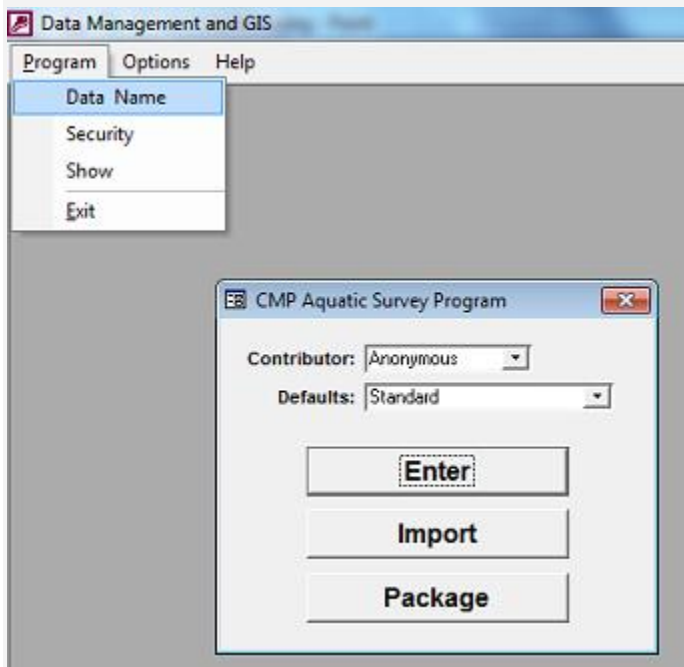 Data Management and GIS
Program Options Help
Data Name
Security
Show
Exit
CMP Aquatic Survey Program
Contributor: Anonymous
Defaults: Standard
Enter
Import
Package